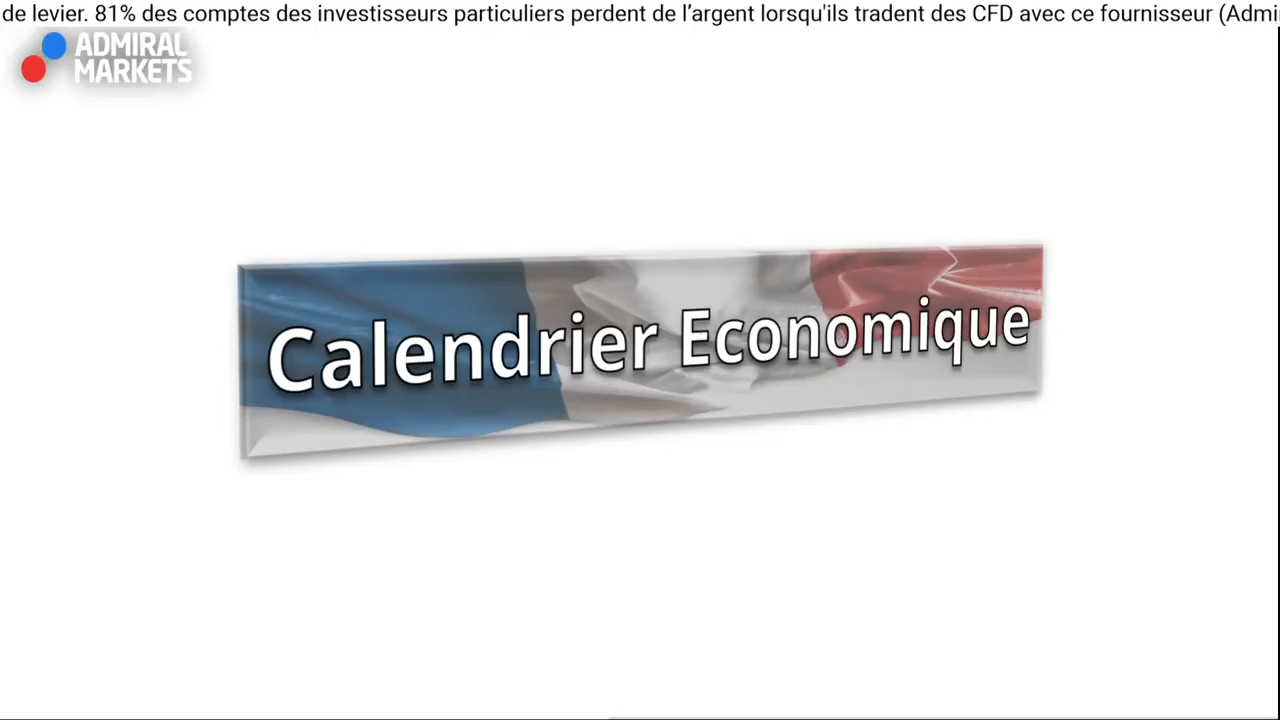 de levier. 81% des comptes des investisseurs particuliers perdent de l’argent lorsqu'ils tradent des CFD avec ce fournisseur (Admi
ADMIRAL
MARKETS
Calendrier Economique